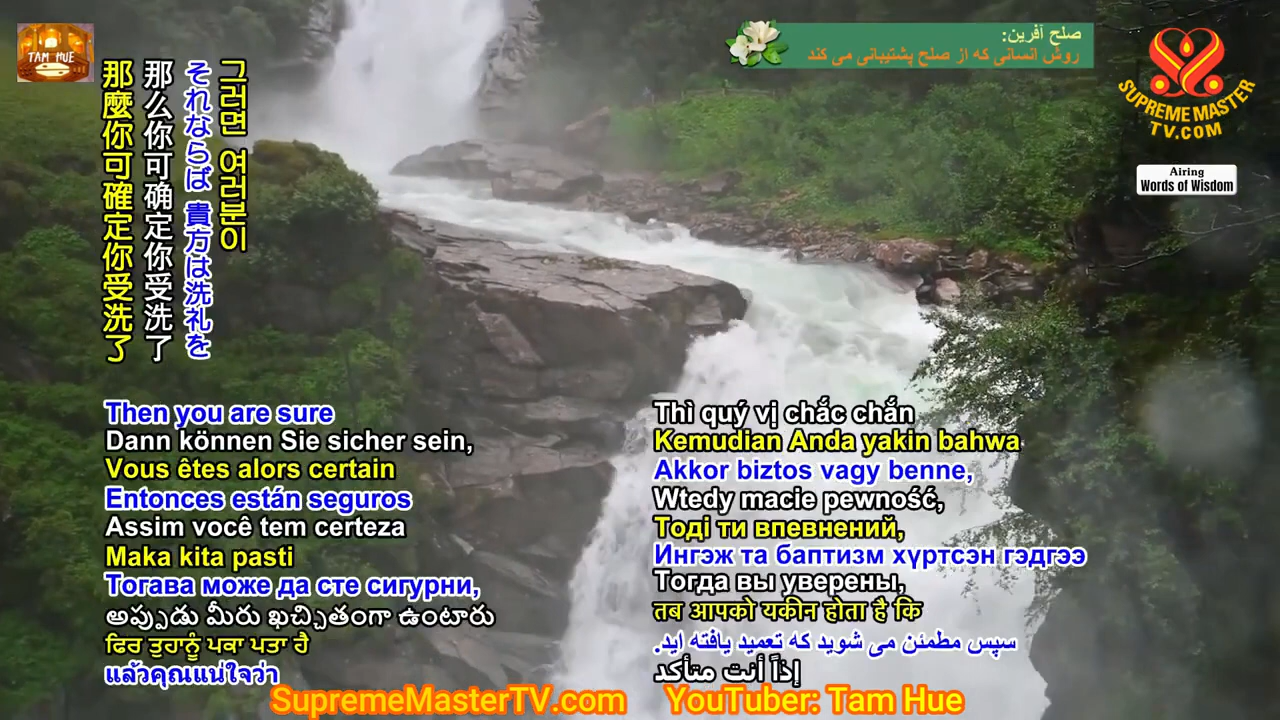 TAM HUE
صلح آفرین:
روش انسانی که از صلح پشتیبانی می کند
SUPREME MASTER
TV.COM
Airing
Words of Wisdom
그러면 여러분이
それならば 貴方は洗礼を
那么你可确定你受洗了
那麼你可確定你受洗了
Then you are sure
Dann können Sie sicher sein,
Vous êtes alors certain
Entonces están seguros
Assim você tem certeza
Maka kita pasti
Тогава може да сте сигурни,
అప్పుడు మీరు ఖచ్చితంగా ఉంటారు
ਫਿਰ ਤੁਹਾਨੂੰ ਪਕਾ ਪਤਾ ਹੈ
แล้วคุณแน่ใจว่า
Thì quý vị chắc chắn
Kemudian Anda yakin bahwa
Akkor biztos vagy benne,
Wtedy macie pewność,
Тоді ти впевнений,
Ингэж та баптизм хүртсэн гэдгээ
Тогда вы уверены,
तब आपको यकीन होता है कि
سپس مطمئن می شوید که تعمید یافته اید.
إذاً أنت متأكد
SupremeMasterTV.com YouTuber: Tam Hue